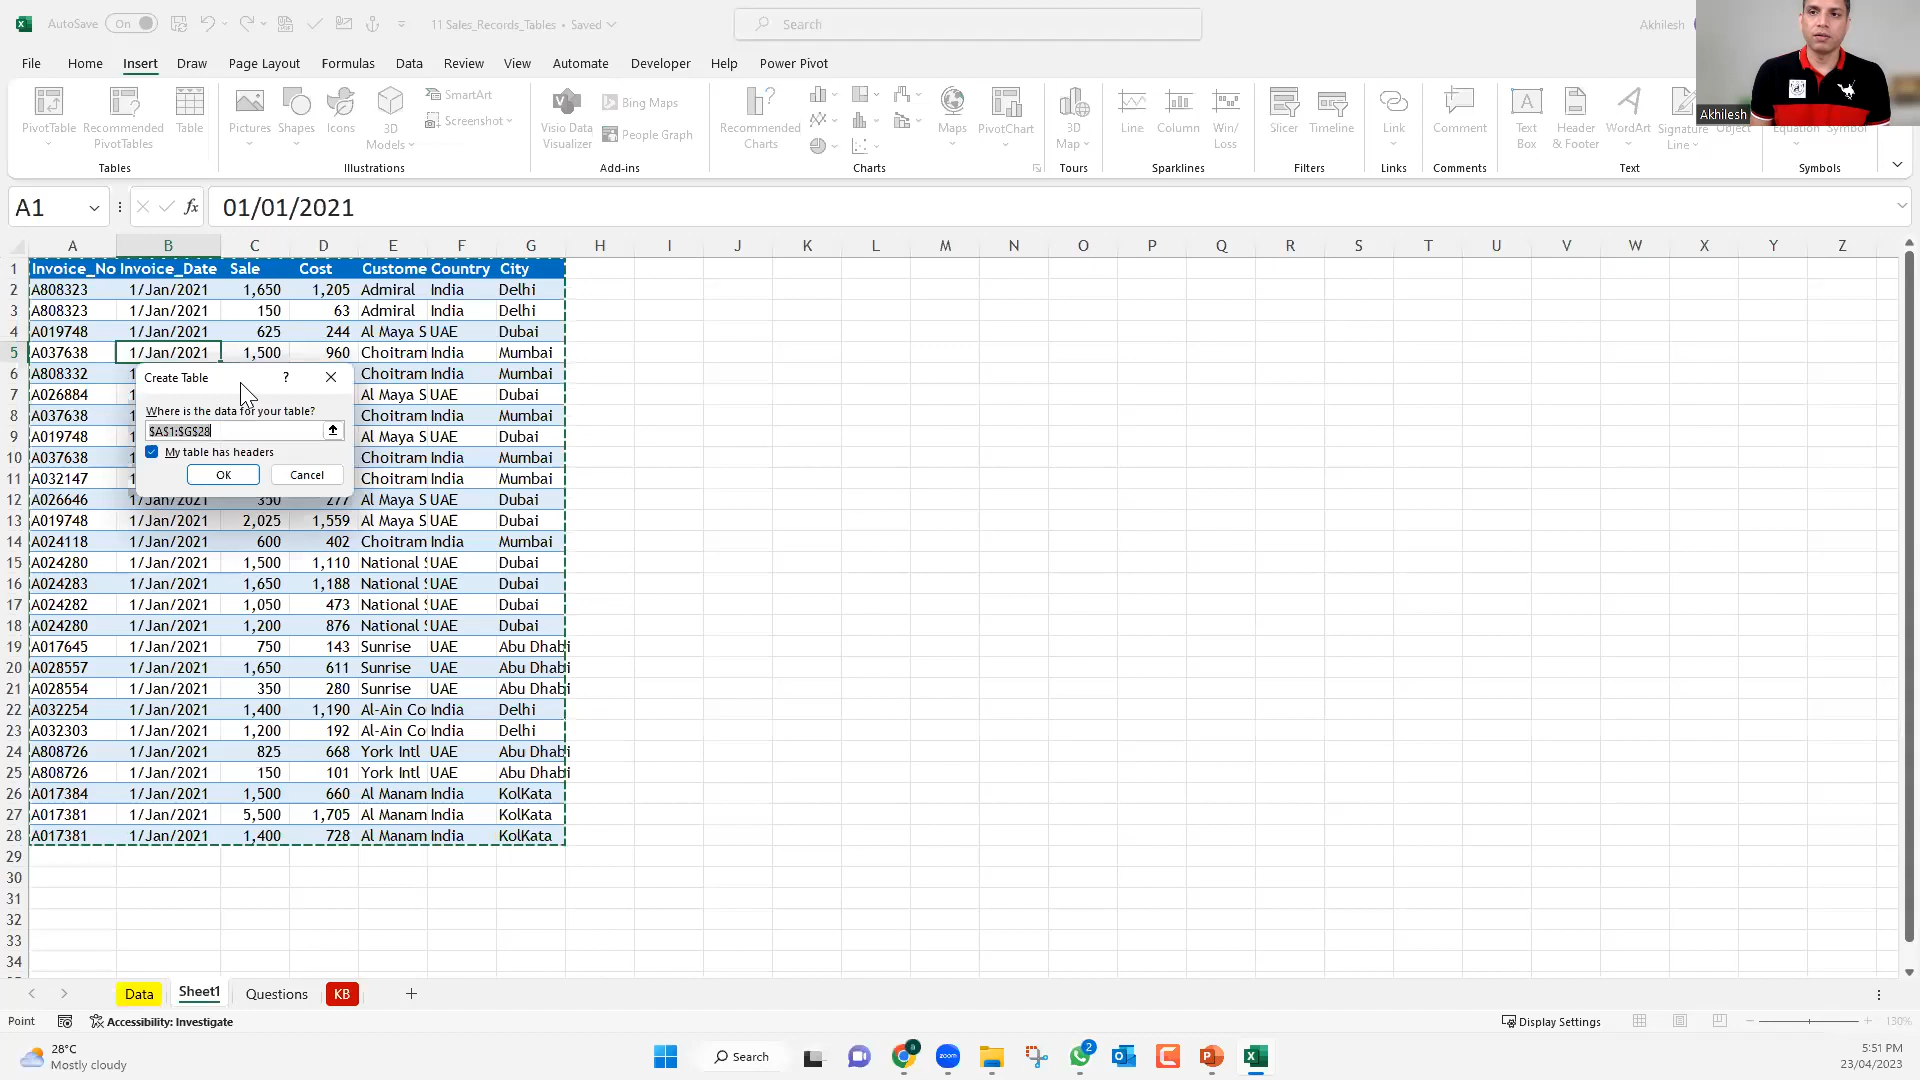 AutoSave On 11 Sales_Records_Tables • Saved Search Akhilesh
File Home Insert Draw Page Layout Formulas Data Review View Automate Developer Help Power Pivot
PivotTable Recommended PivotTables Table
Tables
Pictures Shapes Icons 3D Models SmartArt Screenshot
Illustrations
Visio Data Visualizer Bing Maps People Graph
Add-ins
Recommended Charts Maps PivotChart
Charts
3D Map
Tours
Line Column Win/Loss
Sparklines
Slicer Timeline
Filters
Link
Links
Comment
Comments
Text Box Header & Footer WordArt Signature Line Object
Text
Equation Symbol
Symbols
Akhilesh
A1 fx 01/01/2021
A B C D E F G H I J K L M N O P Q R S T U V W X Y Z
1 Invoice_No Invoice_Date Sale Cost Custome Country City
2 A808323 1/Jan/2021 1,650 1,205 Admiral India Delhi
3 A808323 1/Jan/2021 150 63 Admiral India Delhi
4 A019748 1/Jan/2021 625 244 Al Maya S UAE Dubai
5 A037638 1/Jan/2021 1,500 960 Choitram India Mumbai
6 A808332 1 Choitram India Mumbai
7 A026884 1 Al Maya S UAE Dubai
8 A037638 1 Choitram India Mumbai
9 A019748 1 Al Maya S UAE Dubai
10 A037638 1 Choitram India Mumbai
11 A032147 1 Choitram India Mumbai
12 A026646 1/Jan/2021 350 277 Al Maya S UAE Dubai
13 A019748 1/Jan/2021 2,025 1,559 Al Maya S UAE Dubai
14 A024118 1/Jan/2021 600 402 Choitram India Mumbai
15 A024280 1/Jan/2021 1,500 1,110 National UAE Dubai
16 A024283 1/Jan/2021 1,650 1,188 National UAE Dubai
17 A024282 1/Jan/2021 1,050 473 National UAE Dubai
18 A024280 1/Jan/2021 1,200 876 National UAE Dubai
19 A017645 1/Jan/2021 750 143 Sunrise UAE Abu Dhabi
20 A028557 1/Jan/2021 1,650 611 Sunrise UAE Abu Dhabi
21 A028554 1/Jan/2021 350 280 Sunrise UAE Abu Dhabi
22 A032254 1/Jan/2021 1,400 1,190 Al-Ain Co India Delhi
23 A032303 1/Jan/2021 1,200 192 Al-Ain Co India Delhi
24 A808726 1/Jan/2021 825 668 York Intl UAE Abu Dhabi
25 A808726 1/Jan/2021 150 101 York Intl UAE Abu Dhabi
26 A017384 1/Jan/2021 1,500 660 Al Manam India KolKata
27 A017381 1/Jan/2021 5,500 1,705 Al Manam India KolKata
28 A017381 1/Jan/2021 1,400 728 Al Manam India KolKata
29
30
31
32
33
34
Create Table ?
Where is the data for your table?
$A$1:$G$28
My table has headers
OK Cancel
Data Sheet1 Questions KB
Point Accessibility: Investigate Display Settings 130%
28°C
Mostly cloudy
Search
a
zoom
2
5:51 PM
23/04/2023